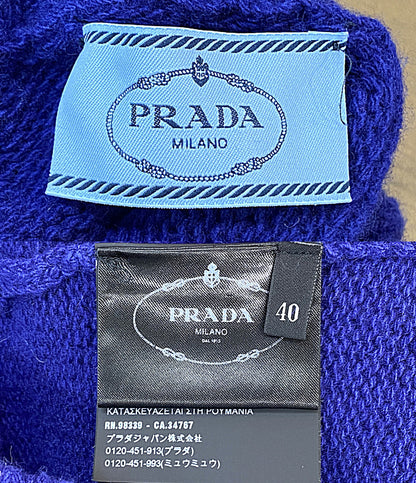 PRADA
MILANO
PRADA
MILANO
DAL 1913
40
ΚΑΤΑΣΚΕΥΑΖΕΤΑΙ ΣΤΗ ΡΟΥΜΑΝΙΑ
RN.98339 - CA.34767
プラダジャパン株式会社
0120-451-913(プラダ)
0120-451-993(ミュウミュウ)